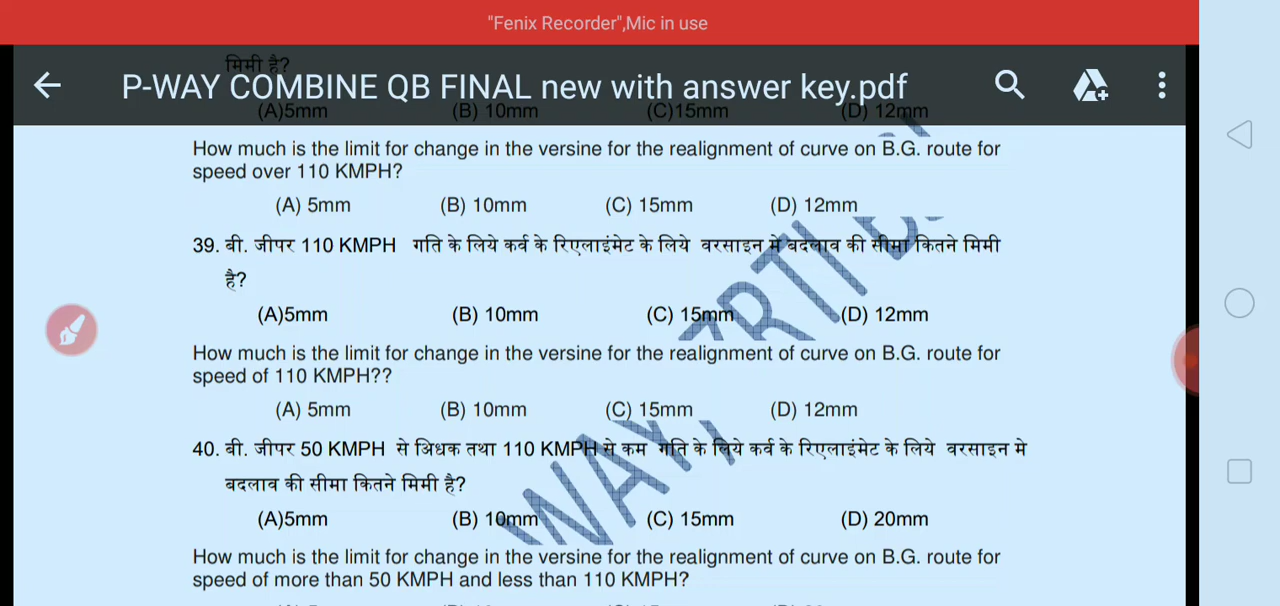 "Fenix Recorder",Mic in use
मिमी है?
P-WAY COMBINE QB FINAL new with answer key.pdf
(A)5mm (B) 10mm (C)15mm (D) 12mm
How much is the limit for change in the versine for the realignment of curve on B.G. route for
speed over 110 KMPH?
(A) 5mm (B) 10mm (C) 15mm (D) 12mm
39. बी. जीपर 110 KMPH गति के लिये कर्व के रिएलाइंमेट के लिये वरसाइन मे बदलाव की सीमा कितने मिमी
है?
(A)5mm (B) 10mm (C) 15mm (D) 12mm
How much is the limit for change in the versine for the realignment of curve on B.G. route for
speed of 110 KMPH??
(A) 5mm (B) 10mm (C) 15mm (D) 12mm
40. बी. जीपर 50 KMPH से अिधक तथा 110 KMPH से कम गति के लिये कर्व के रिएलाइंमेट के लिये वरसाइन मे
बदलाव की सीमा कितने मिमी है?
(A)5mm (B) 10mm (C) 15mm (D) 20mm
How much is the limit for change in the versine for the realignment of curve on B.G. route for
speed of more than 50 KMPH and less than 110 KMPH?